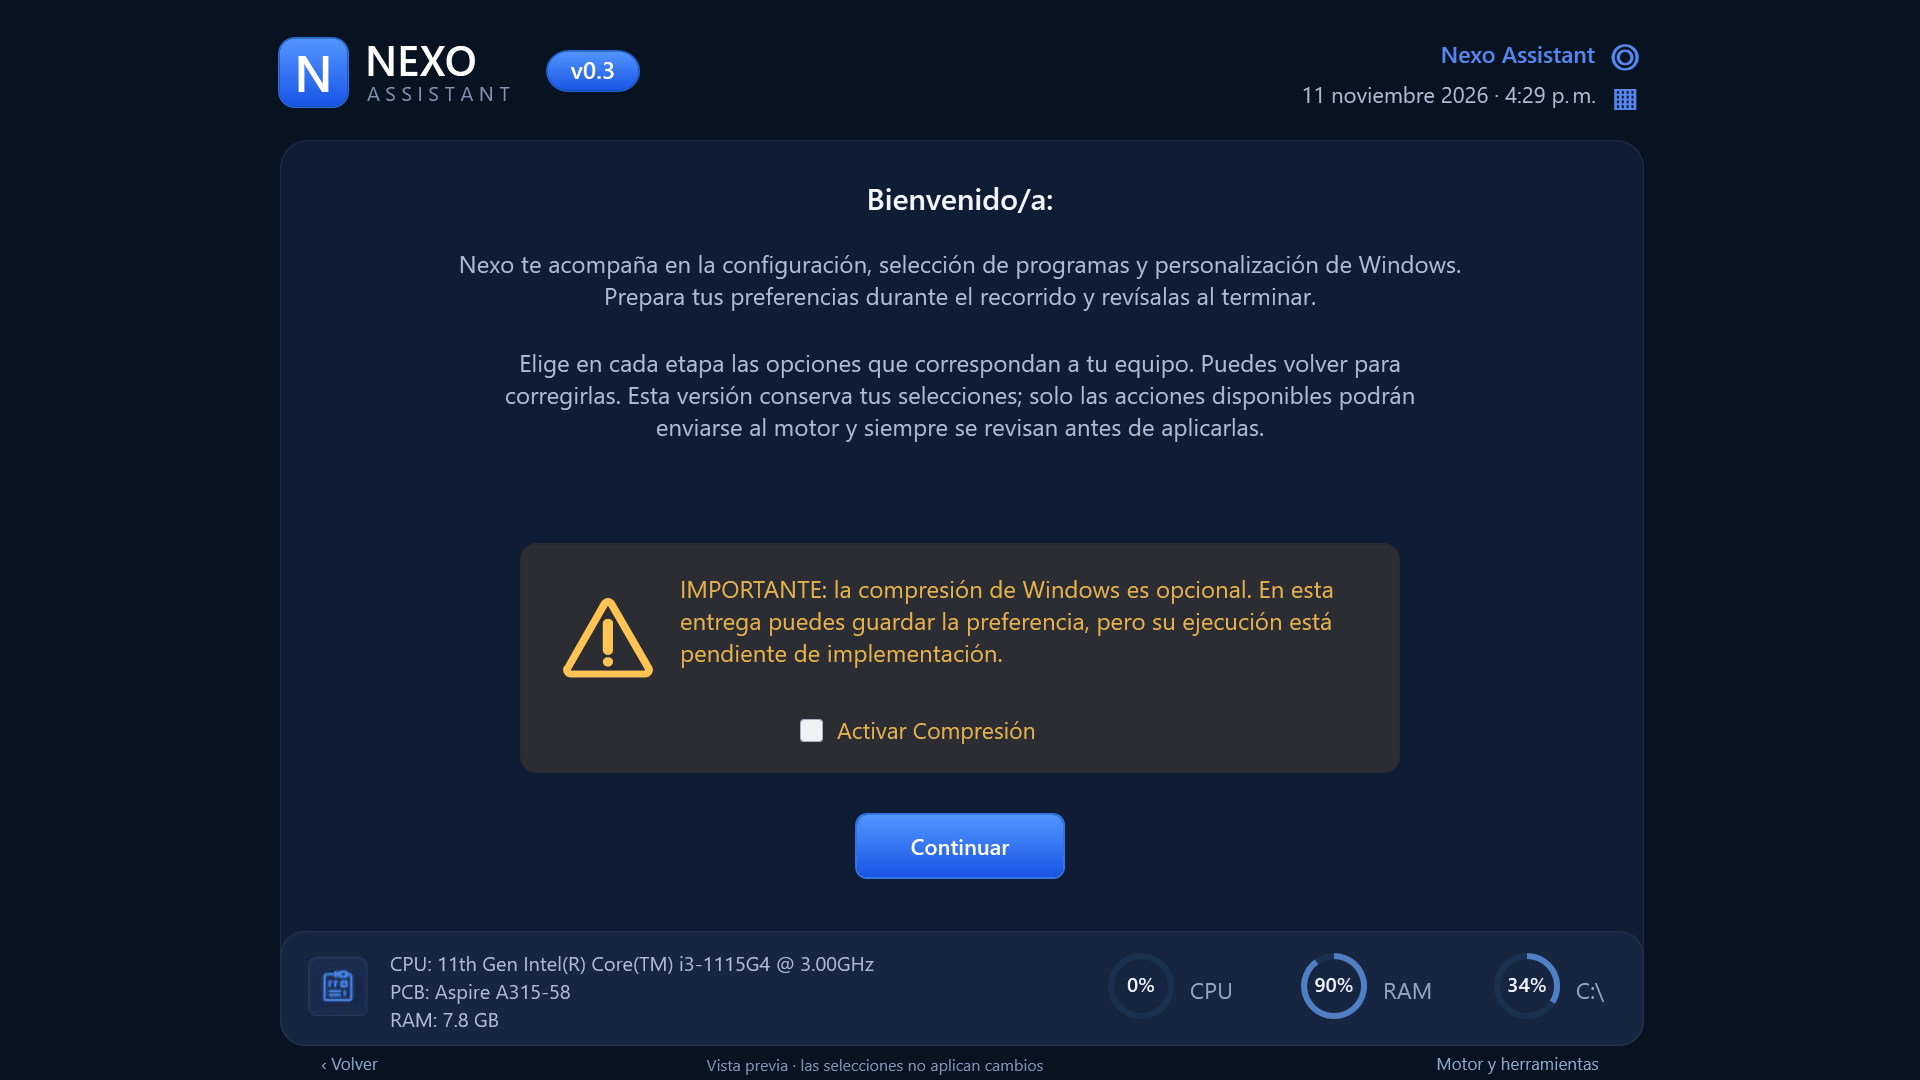 N
NEXO
ASSISTANT
v0.3
Nexo Assistant
11 noviembre 2026 · 4:29 p. m.
Bienvenido/a:
Nexo te acompaña en la configuración, selección de programas y personalización de Windows.
Prepara tus preferencias durante el recorrido y revísalas al terminar.
Elige en cada etapa las opciones que correspondan a tu equipo. Puedes volver para
corregirlas. Esta versión conserva tus selecciones; solo las acciones disponibles podrán
enviarse al motor y siempre se revisan antes de aplicarlas.
IMPORTANTE: la compresión de Windows es opcional. En esta
entrega puedes guardar la preferencia, pero su ejecución está
pendiente de implementación.
Activar Compresión
Continuar
CPU: 11th Gen Intel(R) Core(TM) i3-1115G4 @ 3.00GHz
PCB: Aspire A315-58
RAM: 7.8 GB
0% CPU
90% RAM
34% C:\
‹ Volver
Vista previa · las selecciones no aplican cambios
Motor y herramientas